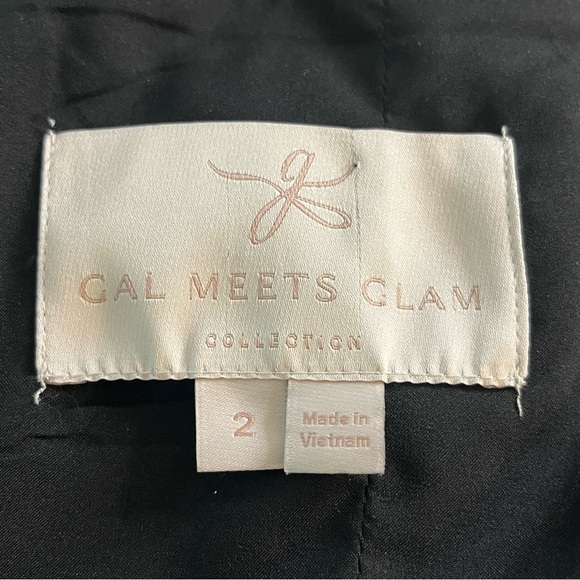 g
GAL MEETS GLAM
COLLECTION
2
Made in
Vietnam